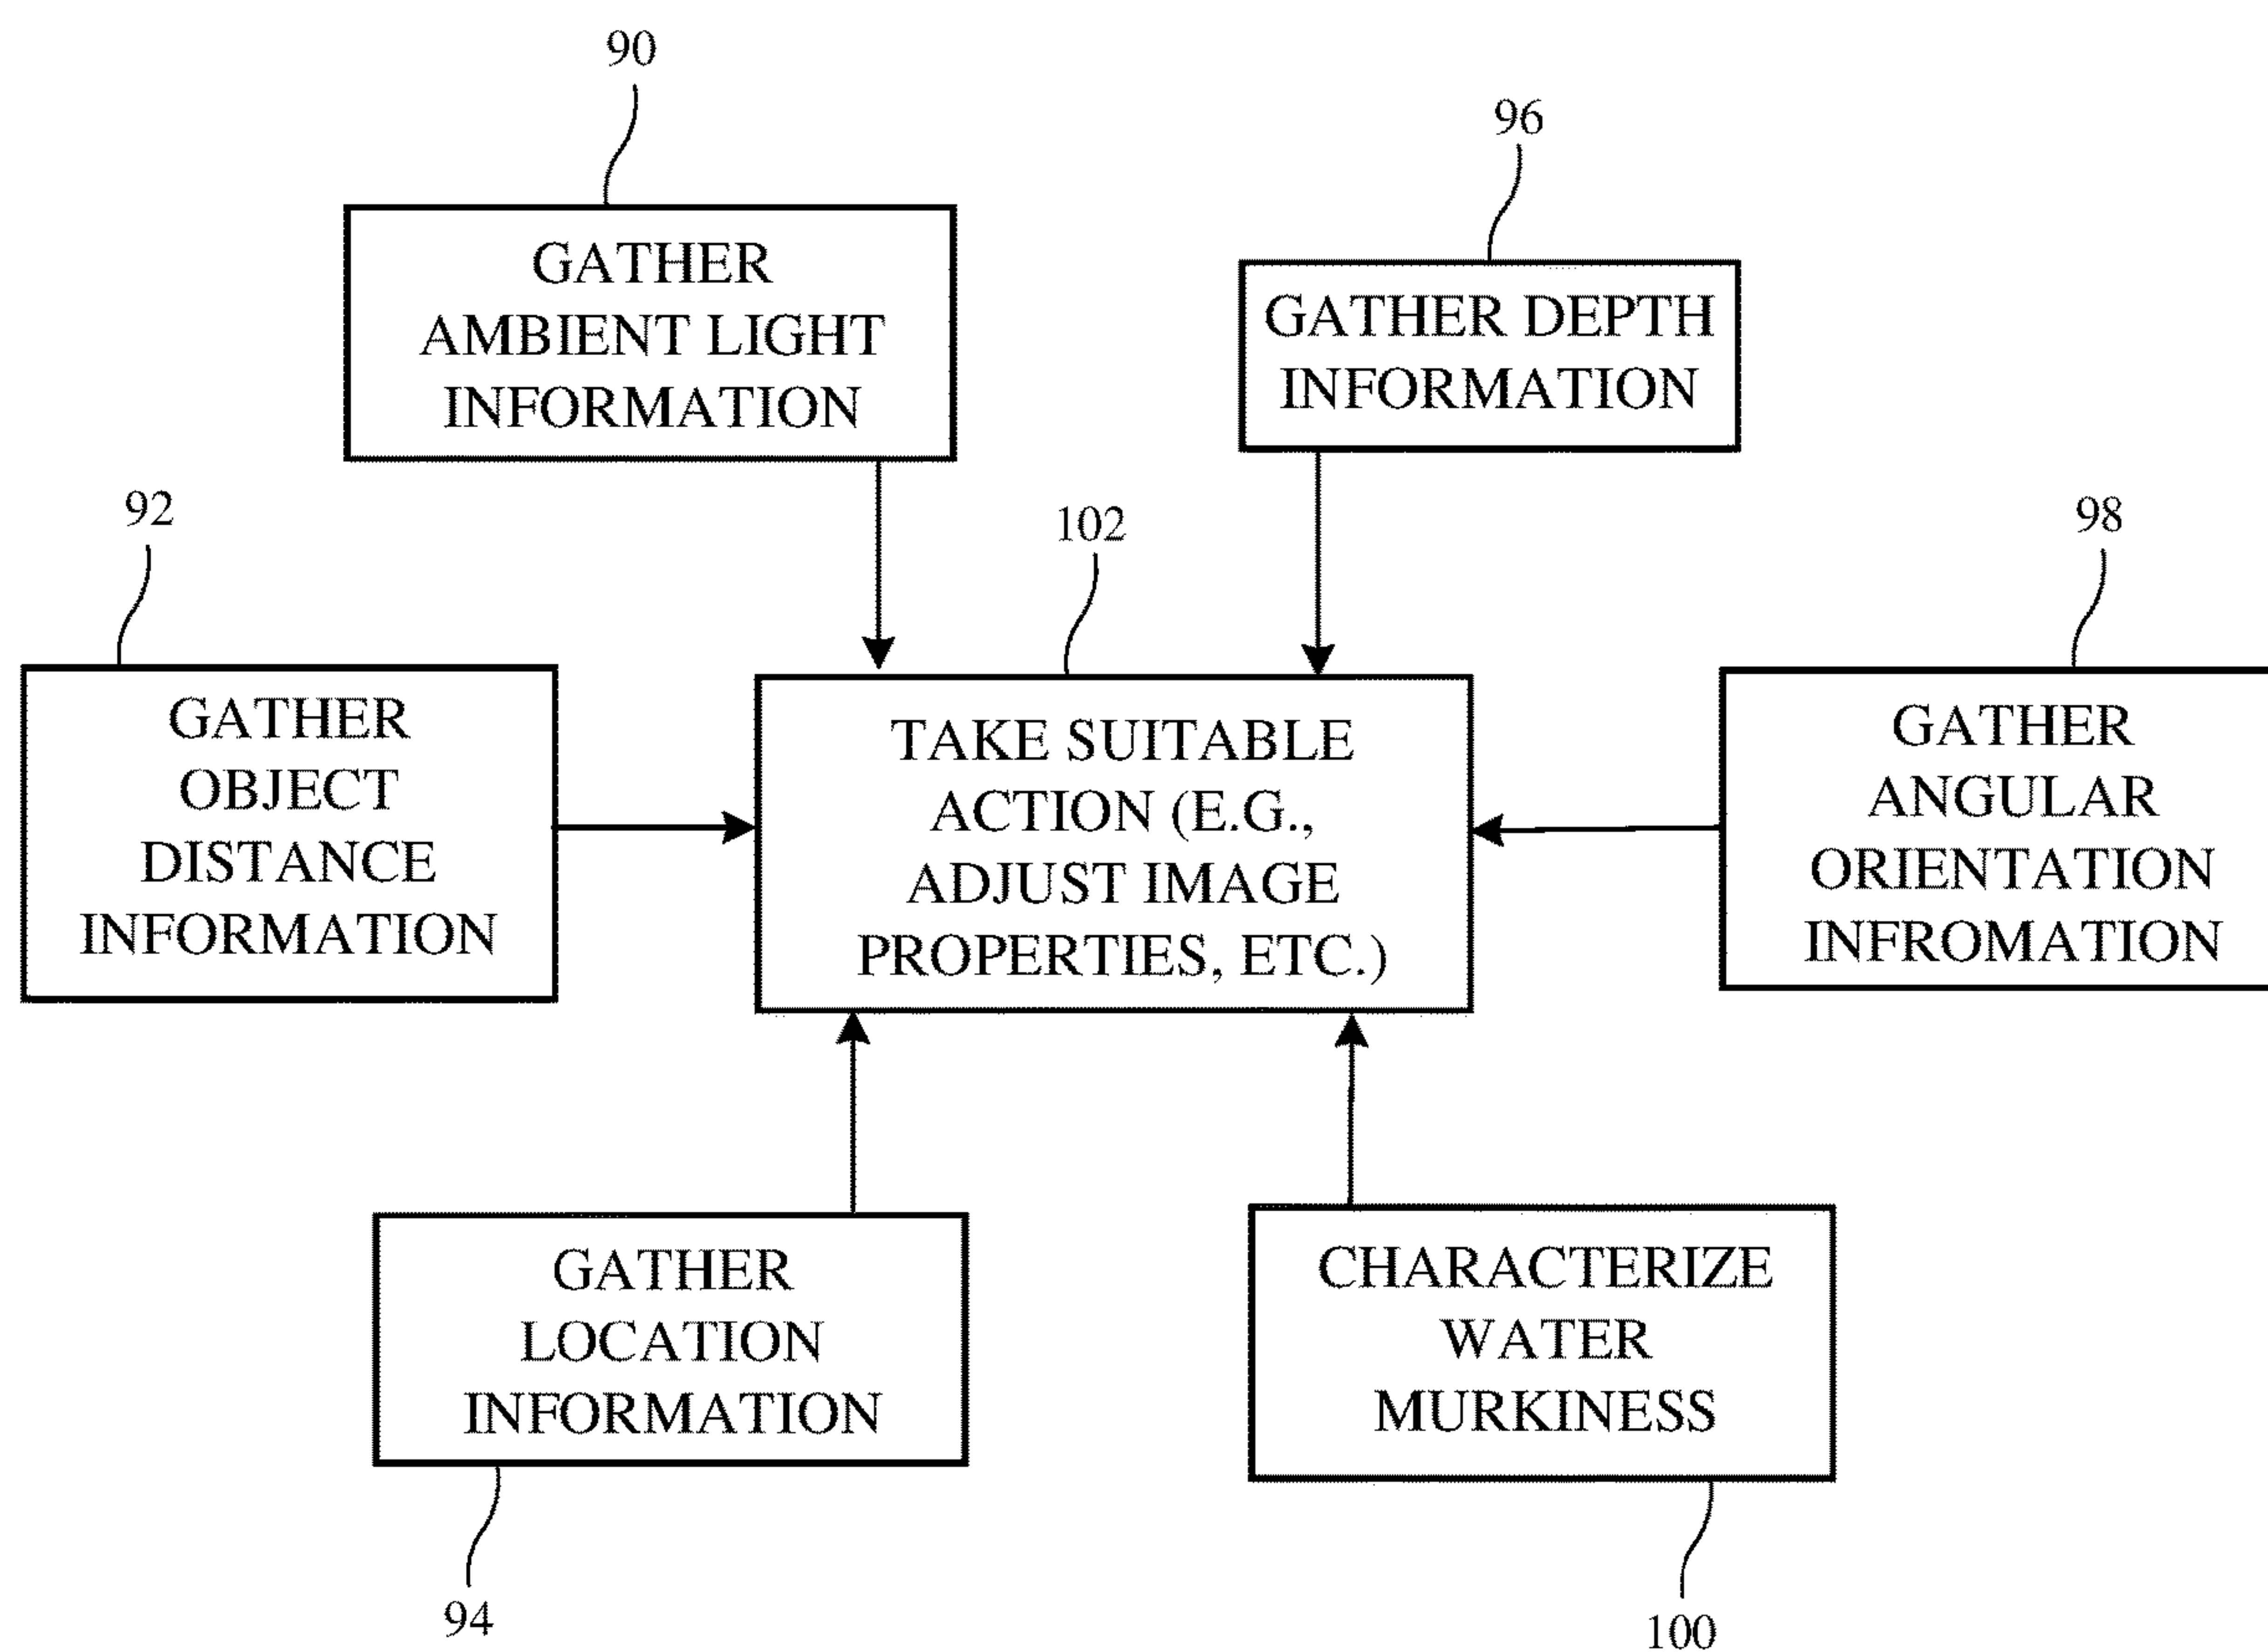 90
GATHER
AMBIENT LIGHT
INFORMATION
96
GATHER DEPTH
INFORMATION
92
GATHER
OBJECT
DISTANCE
INFORMATION
102
TAKE SUITABLE
ACTION (E.G.,
ADJUST IMAGE
PROPERTIES, ETC.)
98
GATHER
ANGULAR
ORIENTATION
INFROMATION
GATHER
LOCATION
INFORMATION
94
CHARACTERIZE
WATER
MURKINESS
100